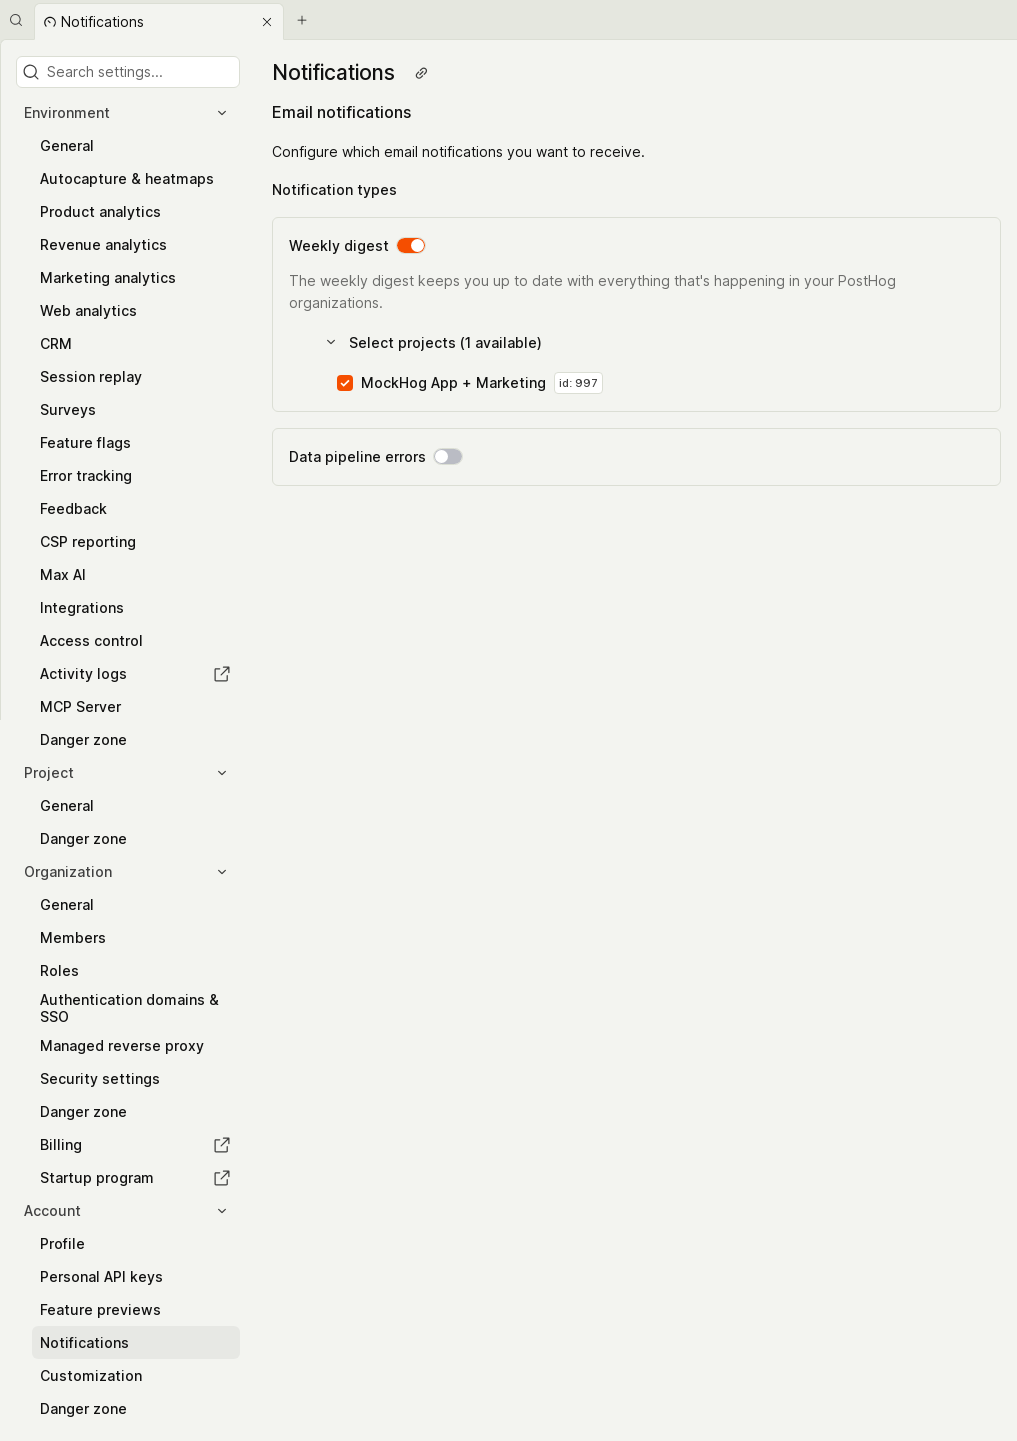 Notifications
Search settings...
Environment
General
Autocapture & heatmaps
Product analytics
Revenue analytics
Marketing analytics
Web analytics
CRM
Session replay
Surveys
Feature flags
Error tracking
Feedback
CSP reporting
Max AI
Integrations
Access control
Activity logs
MCP Server
Danger zone
Project
General
Danger zone
Organization
General
Members
Roles
Authentication domains &
SSO
Managed reverse proxy
Security settings
Danger zone
Billing
Startup program
Account
Profile
Personal API keys
Feature previews
Notifications
Customization
Danger zone
Notifications
Email notifications
Configure which email notifications you want to receive.
Notification types
Weekly digest
The weekly digest keeps you up to date with everything that's happening in your PostHog
organizations.
Select projects (1 available)
MockHog App + Marketing id: 997
Data pipeline errors